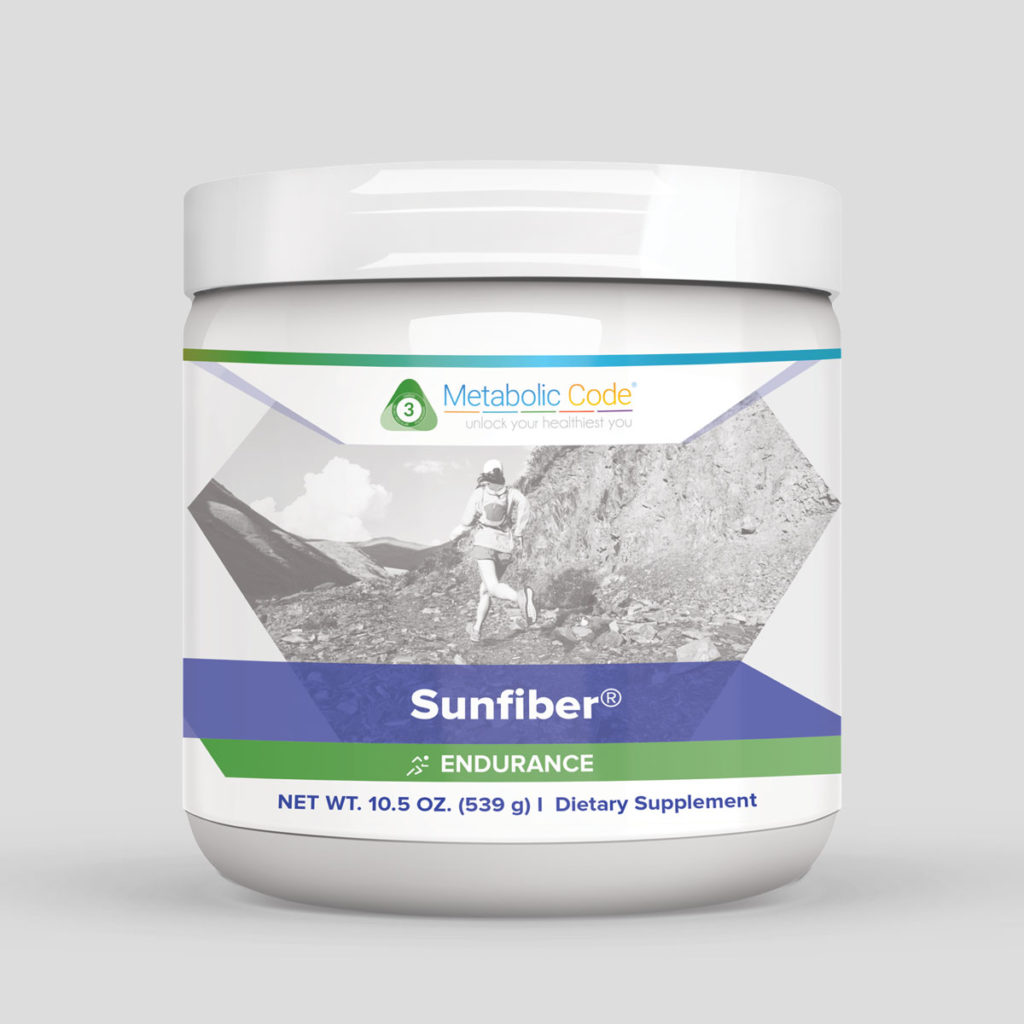 3
Metabolic Code®
unlock your healthiest you
Sunfiber®
ENDURANCE
NET WT. 10.5 OZ. (539 g) | Dietary Supplement